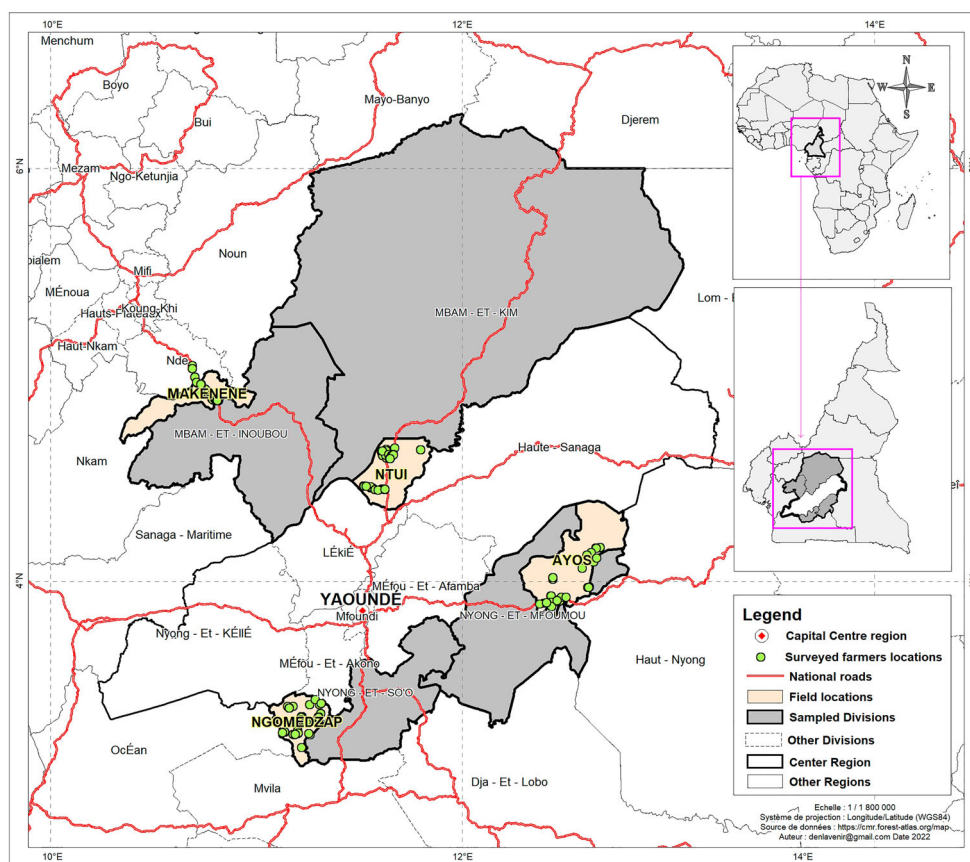 10°E
12°E
14°E
Menchum
Boyo
Bui
Mayo-Banyo
Djerem
Mezam
Ngo-Ketunjia
6°N
Noun
Mifi
MÉnoua
Koung-Khi
Hauts-Plateaux
Haut-Nkam
Nde
MAKENENE
MBAM - ET - INOUBOU
MBAM - ET - KIM
Lom -
Nkam
NTUI
Haute - Sanaga
Sanaga - Maritime
LÉkiÉ
AYOS
4°N
MÉfou - Et - Afamba
YAOUNDÉ
Mfoundi
NYONG - ET - MFOUMOU
Nyong - Et - KÉllÉ
MÉfou - Et - Akono
Haut - Nyong
NYONG - ET - SO'O
NGOMEDZAP
OcÉan
Mvila
Dja - Et - Lobo
10°E
12°E
14°E
N
W E
S
Legend
Capital Centre region
Surveyed farmers locations
National roads
Field locations
Sampled Divisions
Other Divisions
Center Region
Other Regions
Echelle : 1 / 1 800 000
Système de projection : Longitude/Latitude (WGS84)
Source de données : https://cmr.forest-atlas.org/map
Auteur : denlavenir@gmail.com Date 2022